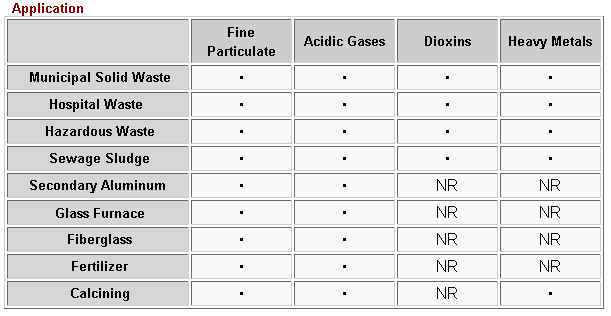 Application
Fine Particulate Acidic Gases Dioxins Heavy Metals
Municipal Solid Waste • • • •
Hospital Waste • • • •
Hazardous Waste • • • •
Sewage Sludge • • • •
Secondary Aluminum • • NR NR
Glass Furnace • • NR NR
Fiberglass • • NR NR
Fertilizer • • NR NR
Calcining • • NR •